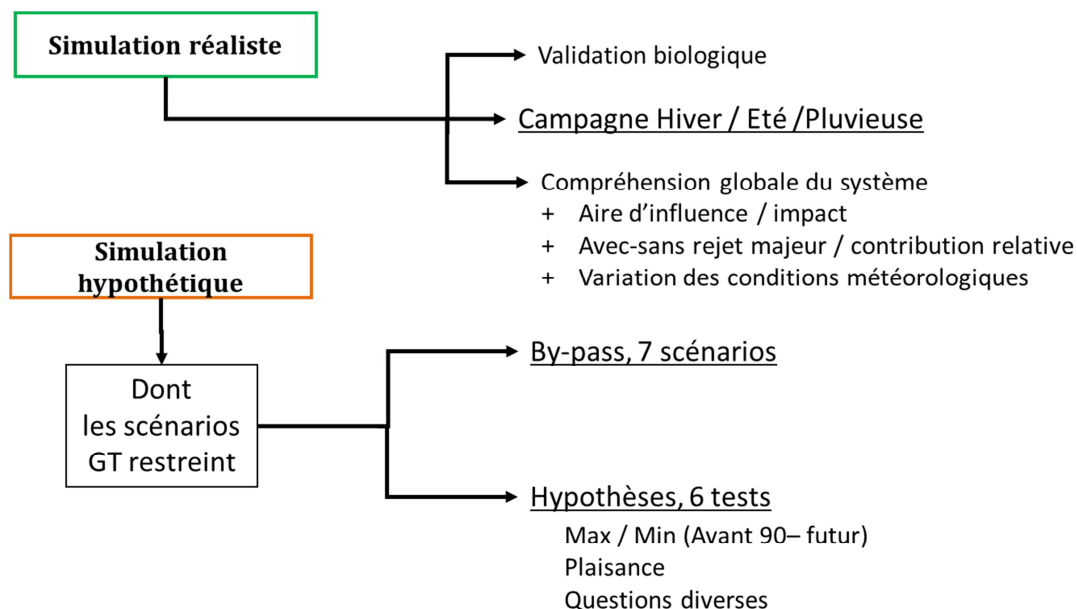 Simulation réaliste
Validation biologique
Campagne Hiver / Eté /Pluvieuse
Compréhension globale du système
+ Aire d'influence / impact
+ Avec-sans rejet majeur / contribution relative
+ Variation des conditions météorologiques
Simulation
hypothétique
Dont
les scénarios
GT restreint
By-pass, 7 scénarios
Hypothèses, 6 tests
Max / Min (Avant 90– futur)
Plaisance
Questions diverses